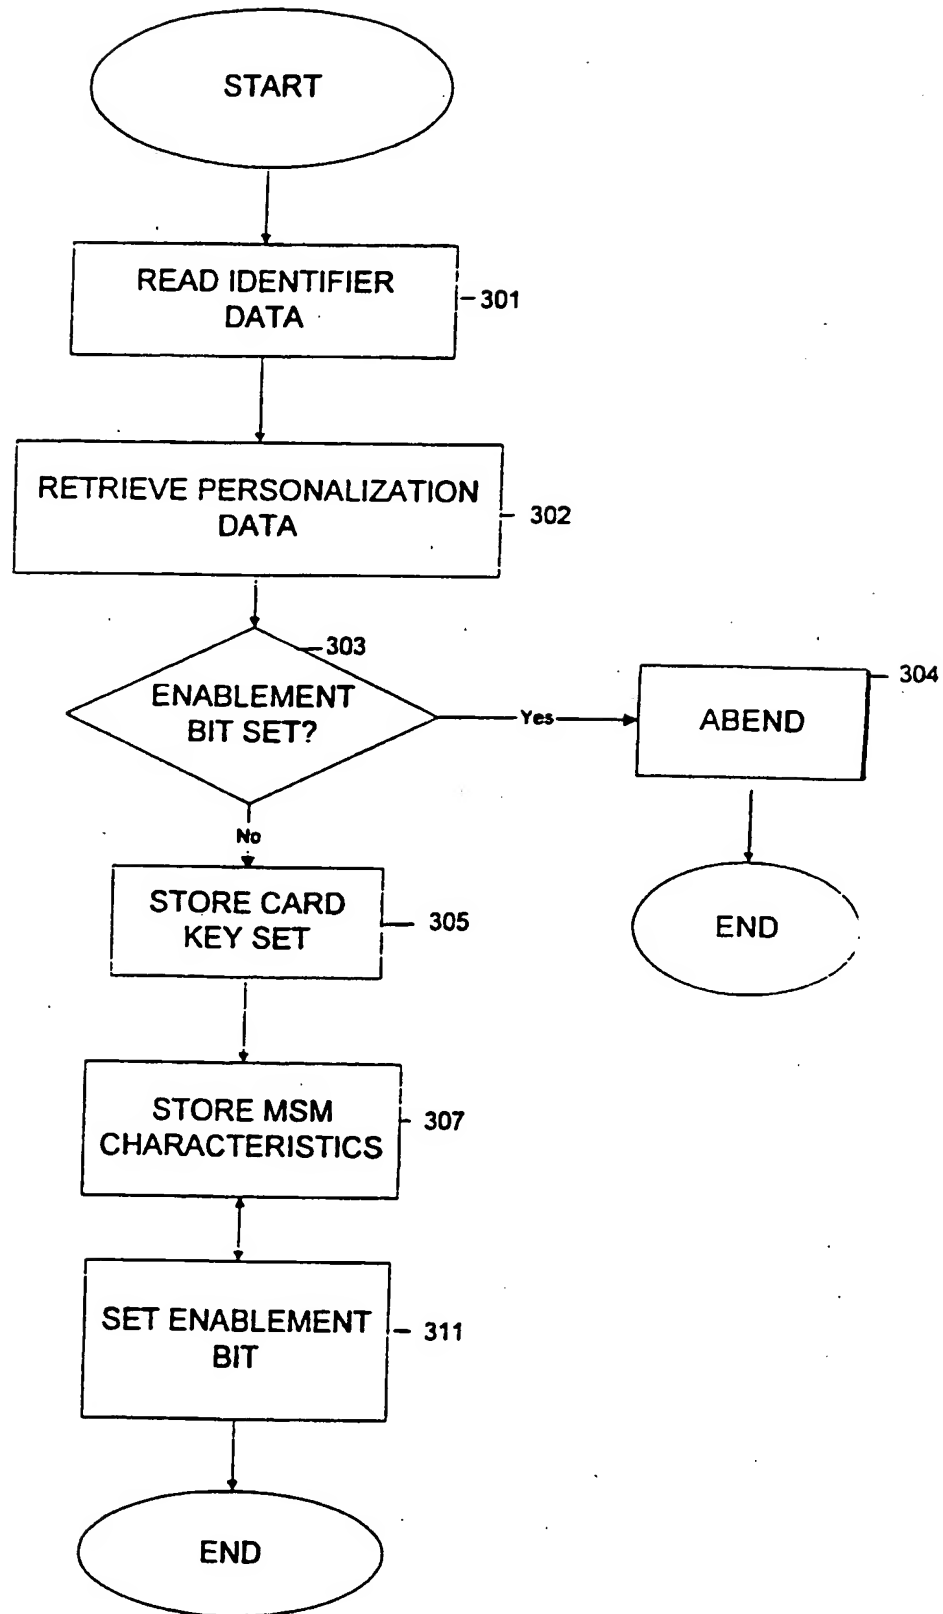 START
READ IDENTIFIER
DATA
301
RETRIEVE PERSONALIZATION
DATA
302
303
ENABLEMENT
BIT SET?
Yes
ABEND
304
END
No
STORE CARD
KEY SET
305
STORE MSM
CHARACTERISTICS
307
SET ENABLEMENT
BIT
311
END